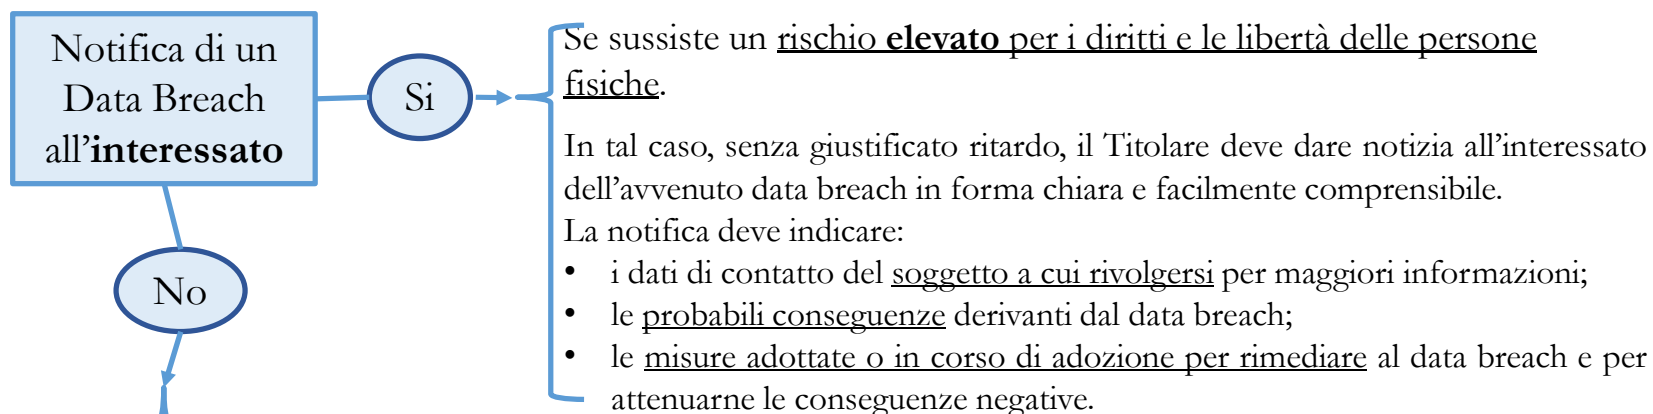 Notifica di un
Data Breach
all’interessato
Si
No
Se sussiste un rischio elevato per i diritti e le libertà delle persone
fisiche.
In tal caso, senza giustificato ritardo, il Titolare deve dare notizia all’interessato
dell’avvenuto data breach in forma chiara e facilmente comprensibile.
La notifica deve indicare:
• i dati di contatto del soggetto a cui rivolgersi per maggiori informazioni;
• le probabili conseguenze derivanti dal data breach;
• le misure adottate o in corso di adozione per rimediare al data breach e per
attenuarne le conseguenze negative.